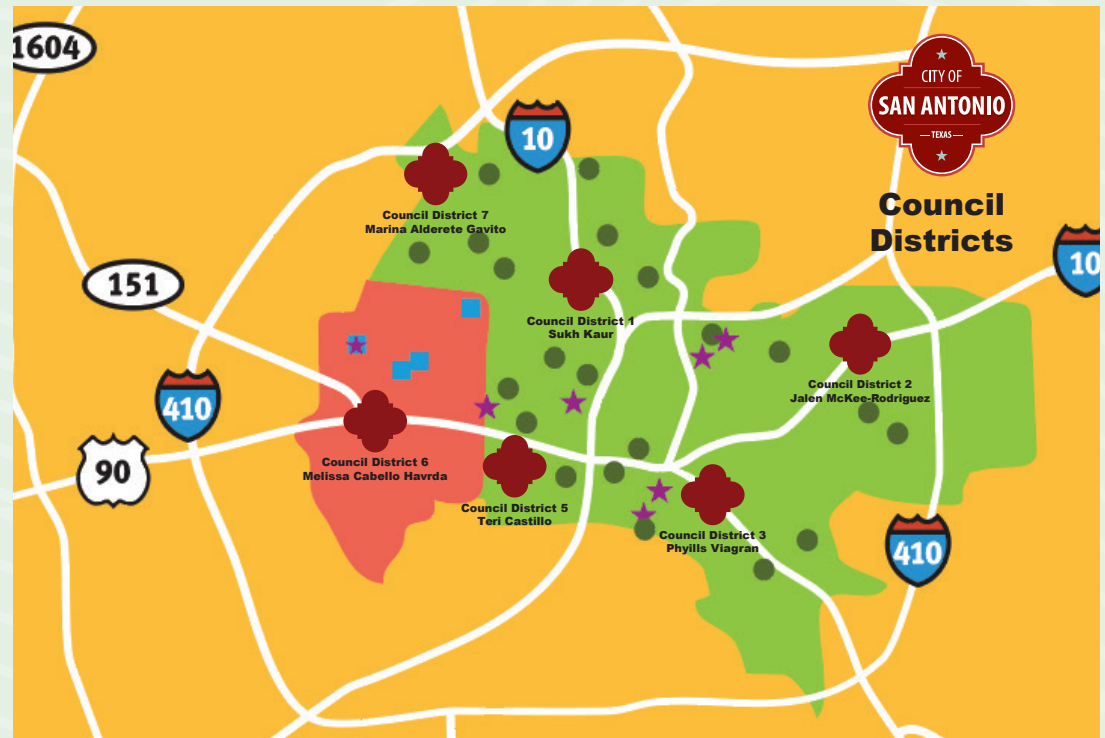 1604
CITY OF
SAN ANTONIO
TEXAS
Council
Districts
10
Council District 7
Marina Alderete Gavito
10
151
Council District 1
Sukh Kaur
Council District 2
Jalen McKee-Rodriguez
410
90
Council District 6
Melissa Cabello Havrda
Council District 5
Teri Castillo
Council District 3
Phyills Viagran
410